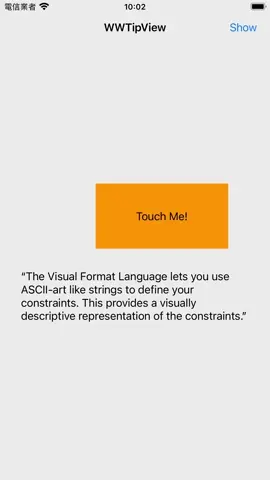 電信業者 10:02
WWTipView Show
Touch Me!
“The Visual Format Language lets you use
ASCII-art like strings to define your
constraints. This provides a visually
descriptive representation of the constraints.”